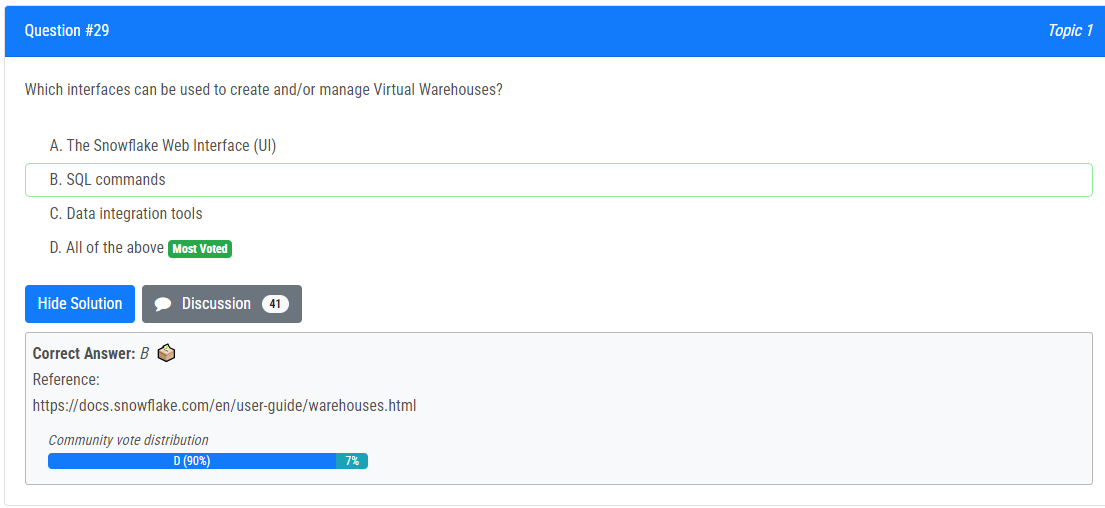 Question #29
Topic 1
Which interfaces can be used to create and/or manage Virtual Warehouses?
A. The Snowflake Web Interface (UI)
B. SQL commands
C. Data integration tools
D. All of the above Most Voted
Hide Solution
Discussion 41
Correct Answer: B
Reference:
https://docs.snowflake.com/en/user-guide/warehouses.html
Community vote distribution
D (90%) 7%